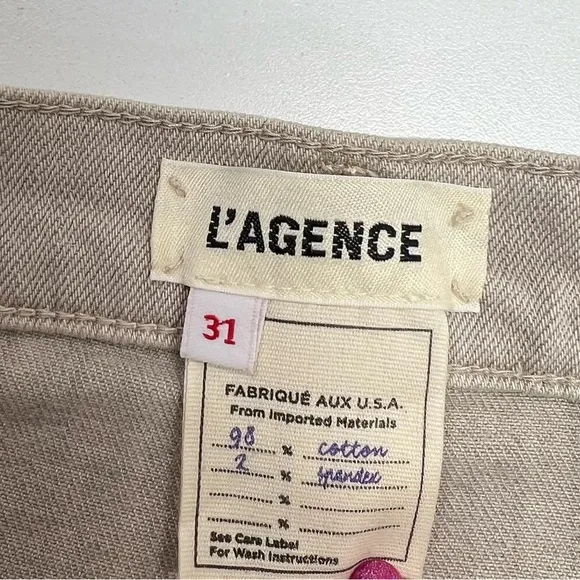 L'AGENCE
31
FABRIQUÉ AUX U.S.A.
From Imported Materials
98 % cotton
2 % spandex
%
%
See Care Label
For Wash Instructions